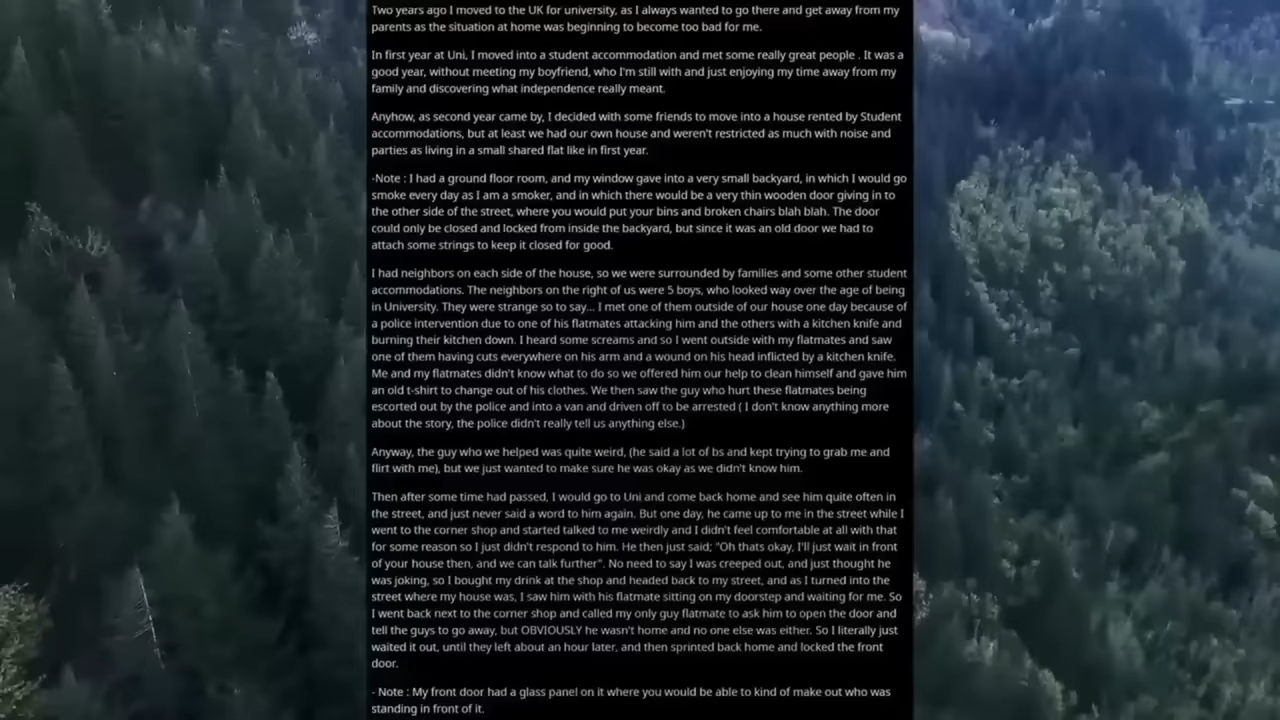 Two years ago I moved to the UK for university, as I always wanted to go there and get away from my
parents as the situation at home was beginning to become too bad for me.
In first year at Uni, I moved into a student accommodation and met some really great people . It was a
good year, without meeting my boyfriend, who I'm still with and just enjoying my time away from my
family and discovering what independence really meant.
Anyhow, as second year came by, I decided with some friends to move into a house rented by Student
accommodations, but at least we had our own house and weren't restricted as much with noise and
parties as living in a small shared flat like in first year.
-Note : I had a ground floor room, and my window gave into a very small backyard, in which I would go
smoke every day as I am a smoker, and in which there would be a very thin wooden door giving in to
the other side of the street, where you would put your bins and broken chairs blah blah. The door
could only be closed and locked from inside the backyard, but since it was an old door we had to
attach some strings to keep it closed for good.
I had neighbors on each side of the house, so we were surrounded by families and some other student
accommodations. The neighbors on the right of us were 5 boys, who looked way over the age of being
in University. They were strange so to say... I met one of them outside of our house one day because of
a police intervention due to one of his flatmates attacking him and the others with a kitchen knife and
burning their kitchen down. I heard some screams and so I went outside with my flatmates and saw
one of them having cuts everywhere on his arm and a wound on his head inflicted by a kitchen knife.
Me and my flatmates didn't know what to do so we offered him our help to clean himself and gave him
an old t-shirt to change out of his clothes. We then saw the guy who hurt these flatmates being
escorted out by the police and into a van and driven off to be arrested ( I don't know anything more
about the story, the police didn't really tell us anything else.)
Anyway, the guy who we helped was quite weird, (he said a lot of bs and kept trying to grab me and
flirt with me), but we just wanted to make sure he was okay as we didn't know him.
Then after some time had passed, I would go to Uni and come back home and see him quite often in
the street, and just never said a word to him again. But one day, he came up to me in the street while I
went to the corner shop and started talked to me weirdly and I didn't feel comfortable at all with that
for some reason so I just didn't respond to him. He then just said; "Oh thats okay, I'll just wait in front
of your house then, and we can talk further". No need to say I was creeped out, and just thought he
was joking, so I bought my drink at the shop and headed back to my street, and as I turned into the
street where my house was, I saw him with his flatmate sitting on my doorstep and waiting for me. So
I went back next to the corner shop and called my only guy flatmate to ask him to open the door and
tell the guys to go away, but OBVIOUSLY he wasn't home and no one else was either. So I literally just
waited it out, until they left about an hour later, and then sprinted back home and locked the front
door.
- Note : My front door had a glass panel on it where you would be able to kind of make out who was
standing in front of it.